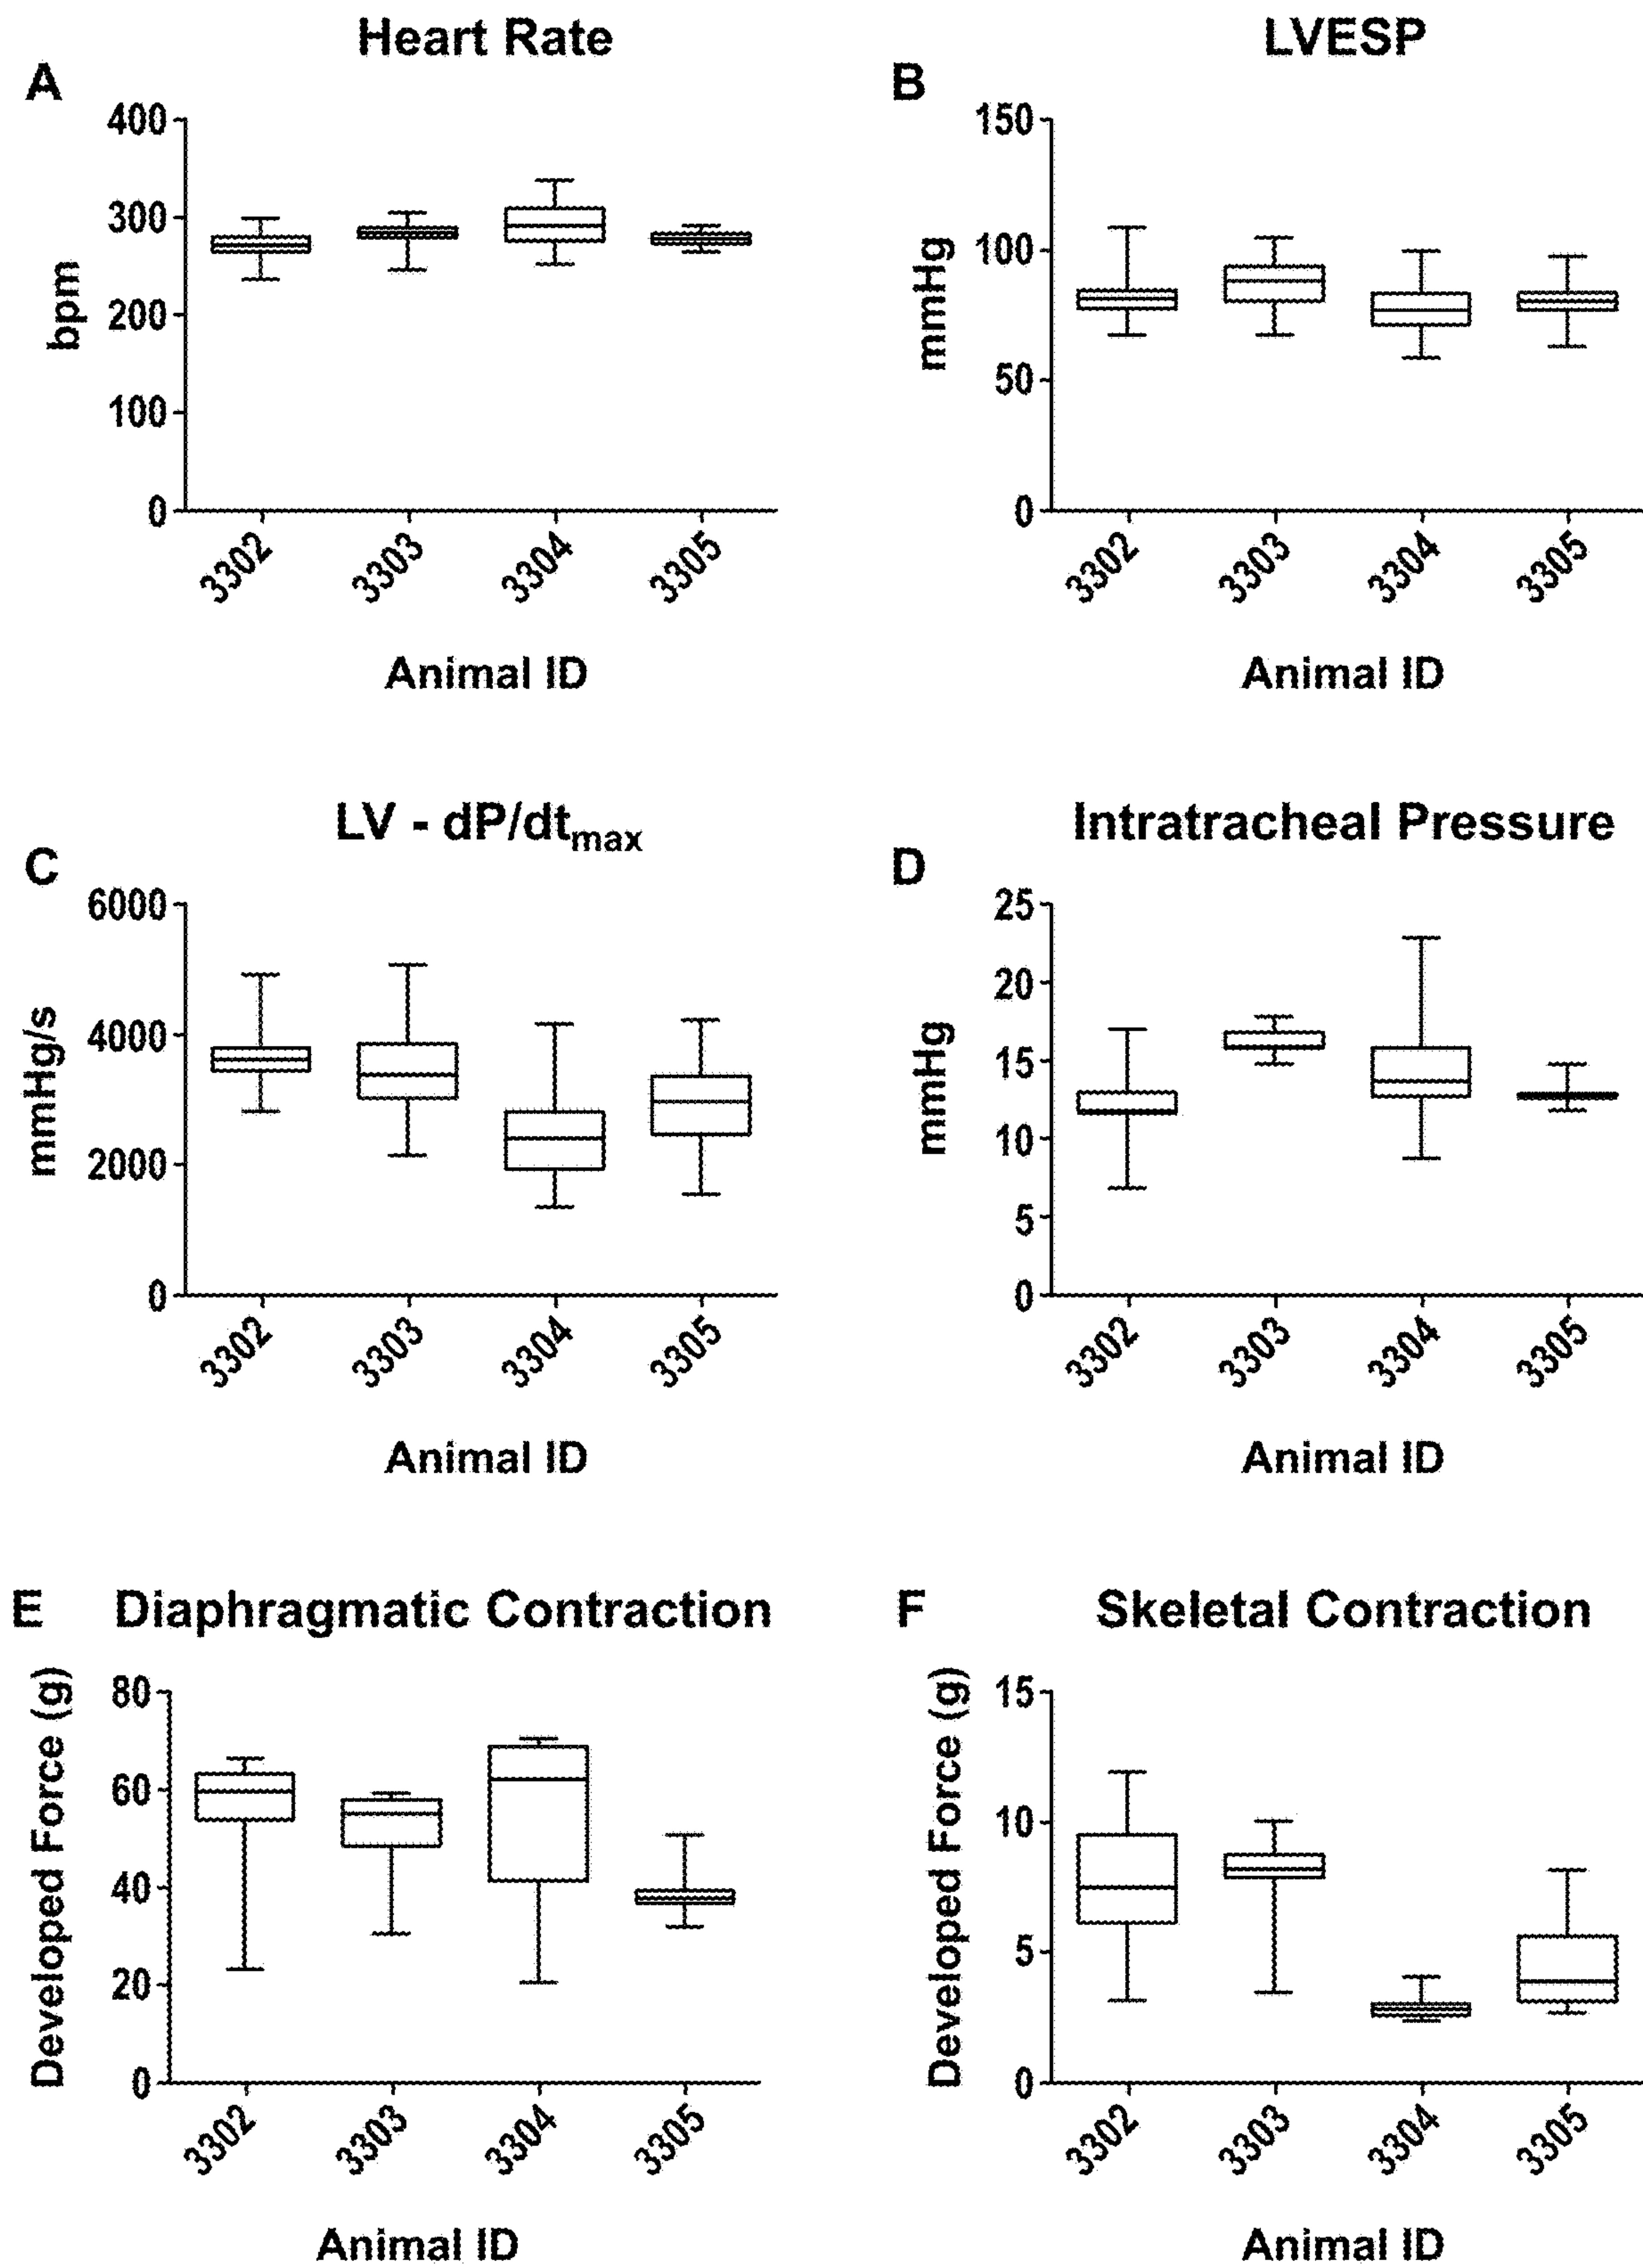 A
Heart Rate
bpm
400
300
200
100
0
3302
3303
3304
3305
Animal ID
B
LVESP
mmHg
150
100
50
0
3302
3303
3304
3305
Animal ID
C
LV - dP/dtmax
mmHg/s
6000
4000
2000
0
3302
3303
3304
3305
Animal ID
D
Intratracheal Pressure
mmHg
25
20
15
10
5
0
3302
3303
3304
3305
Animal ID
E
Diaphragmatic Contraction
Developed Force (g)
80
60
40
20
0
3302
3303
3304
3305
Animal ID
F
Skeletal Contraction
Developed Force (g)
15
10
5
0
3302
3303
3304
3305
Animal ID